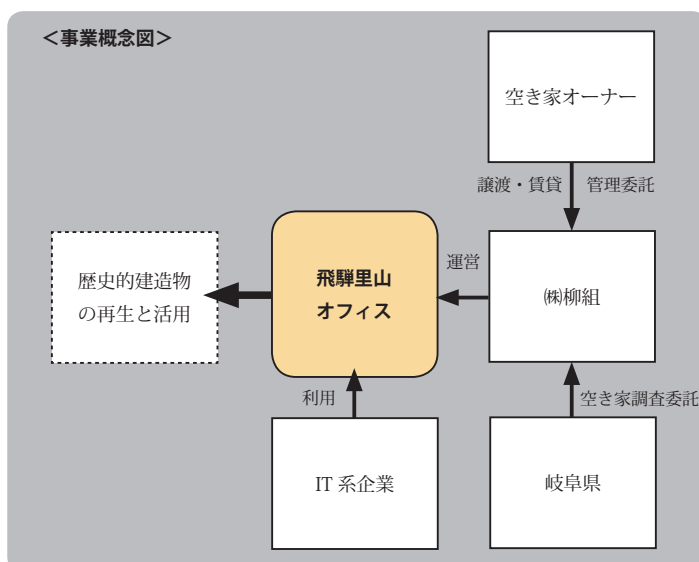 ＜事業概念図＞
空き家オーナー
譲渡・賃貸
管理委託
歴史的建造物
の再生と活用
飛騨里山
オフィス
運営
㈱柳組
利用
空き家調査委託
IT 系企業
岐阜県